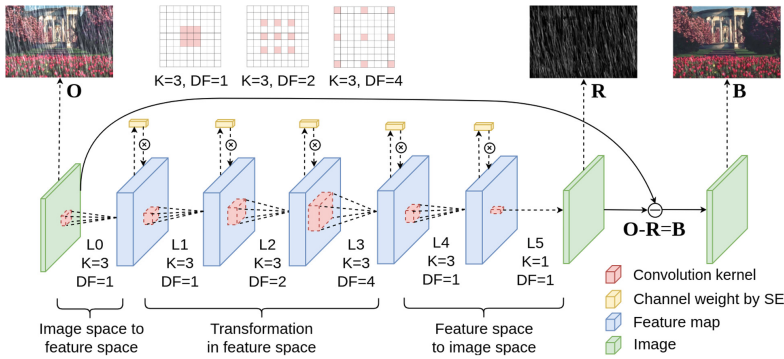 K=3, DF=1
K=3, DF=2
K=3, DF=4
O
R
B
L0
K=3
DF=1
L1
K=3
DF=1
L2
K=3
DF=2
L3
K=3
DF=4
L4
K=3
DF=1
L5
K=1
DF=1
O-R=B
Convolution kernel
Channel weight by SE
Feature map
Image
Image space to
feature space
Transformation
in feature space
Feature space
to image space